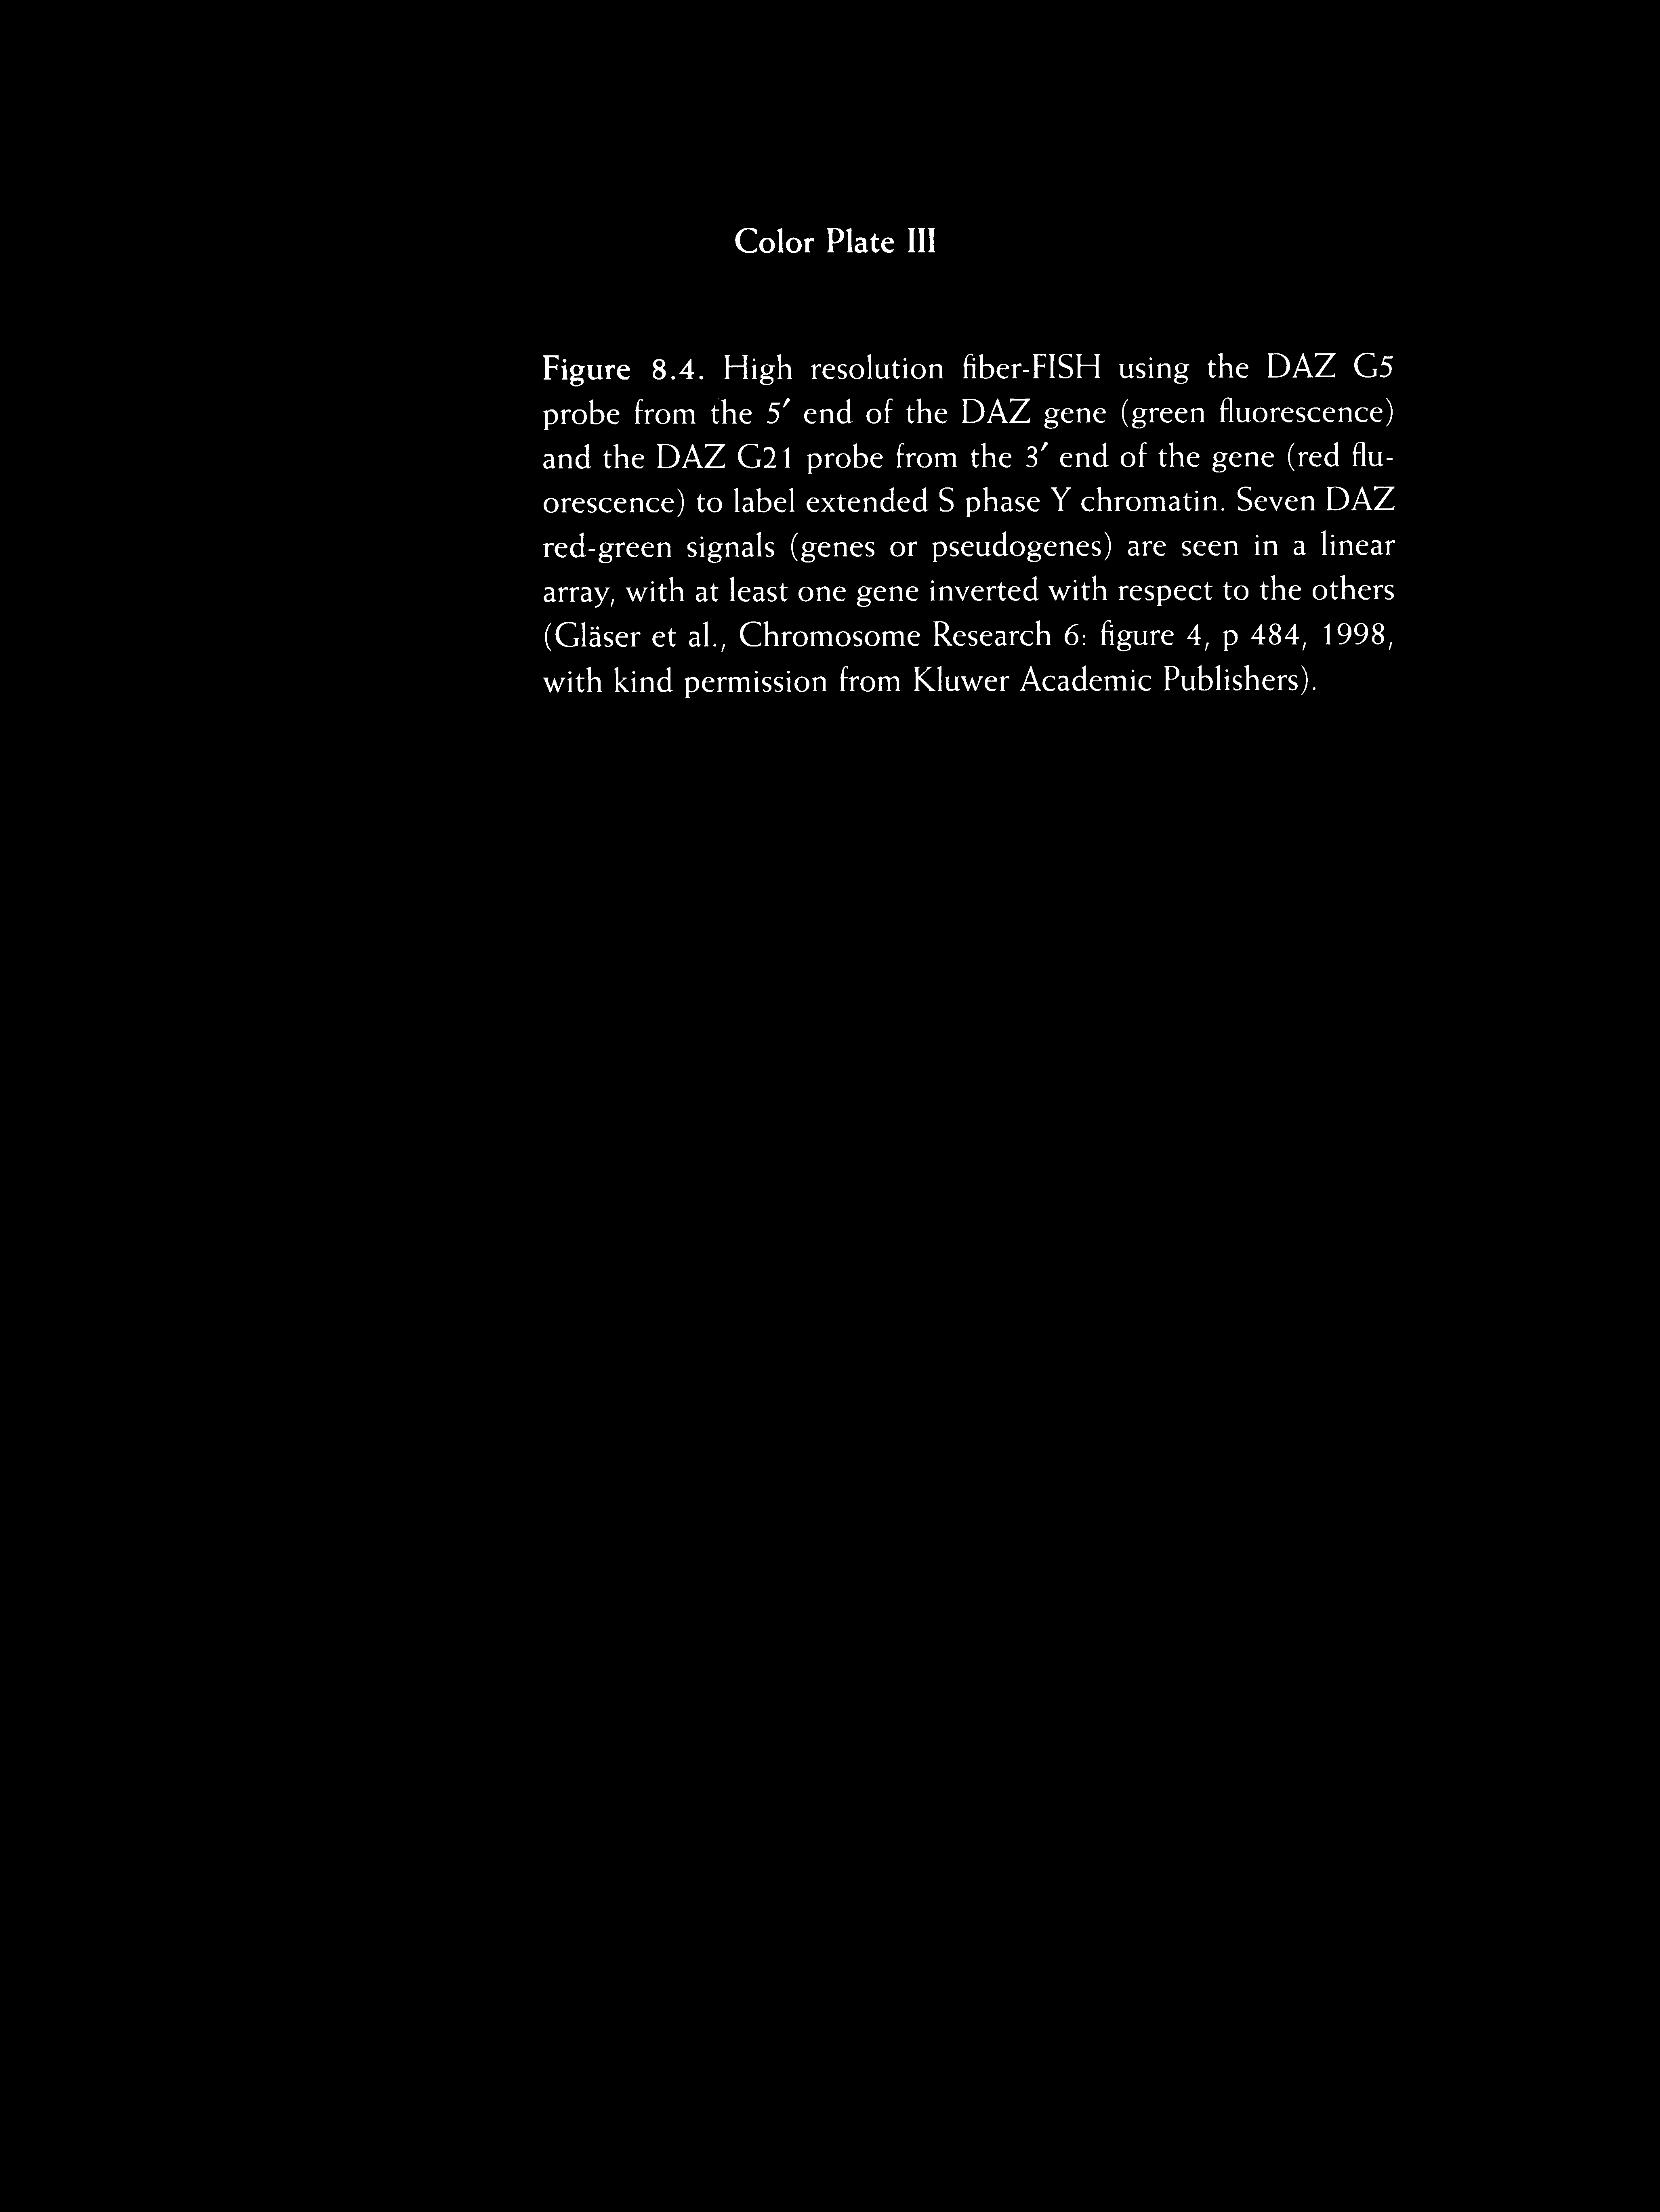 Color Plate III
Figure 8.4. High resolution fiber-FISH using the DAZ G5
probe from the 5′ end of the DAZ gene (green fluorescence)
and the DAZ G21 probe from the 3′ end of the gene (red flu-
orescence) to label extended S phase Y chromatin. Seven DAZ
red-green signals (genes or pseudogenes) are seen in a linear
array, with at least one gene inverted with respect to the others
(Gläser et al., Chromosome Research 6: figure 4, p 484, 1998,
with kind permission from Kluwer Academic Publishers).